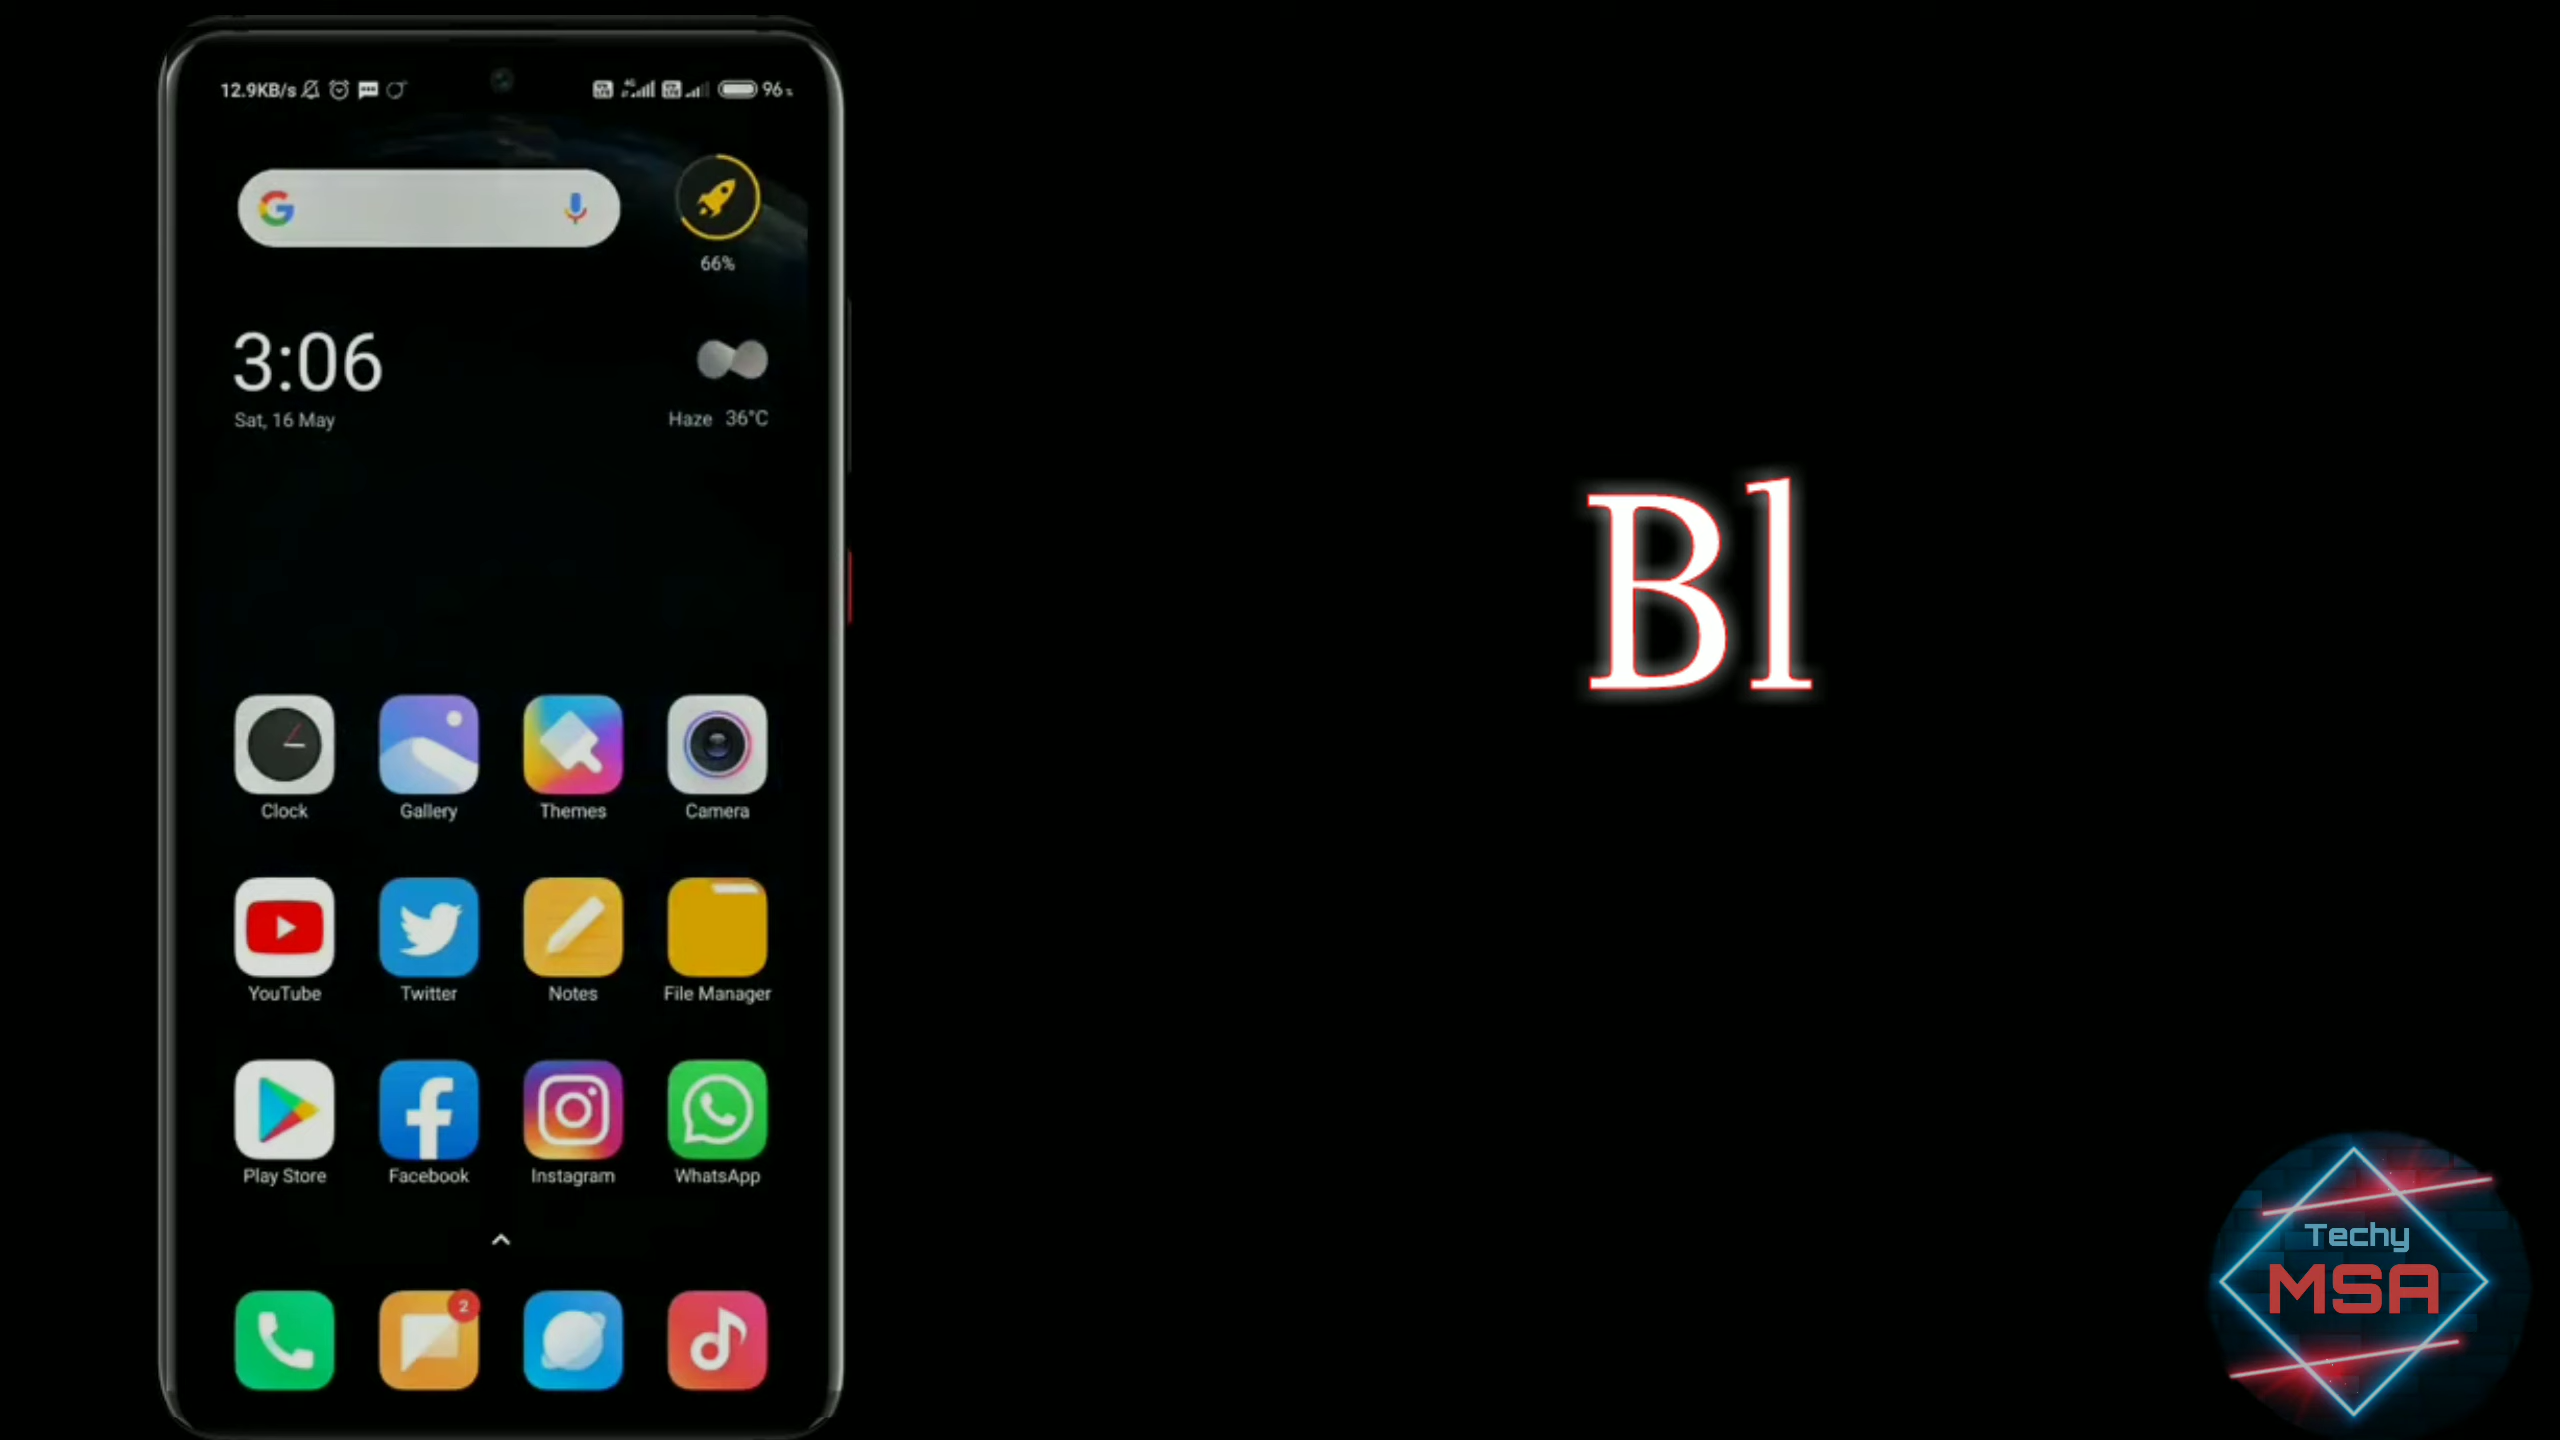 12.9KB/s
96%
66%
3:06
Sat, 16 May
Haze 36°C
Clock
Gallery
Themes
Camera
YouTube
Twitter
Notes
File Manager
Play Store
Facebook
Instagram
WhatsApp
2
Bl
Techy
MSA